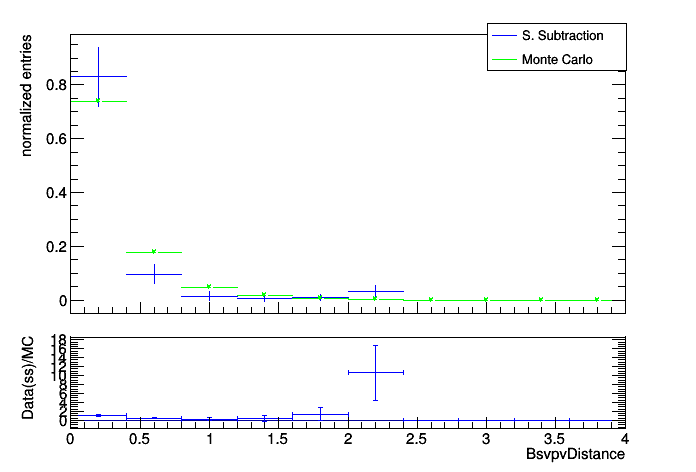 S. Subtraction
Monte Carlo
normalized entries
0.8
0.6
0.4
0.2
0
Data(ss)/MC
18
16
14
12
10
8
6
4
2
0
0 0.5 1 1.5 2 2.5 3 3.5 4
BsvpvDistance